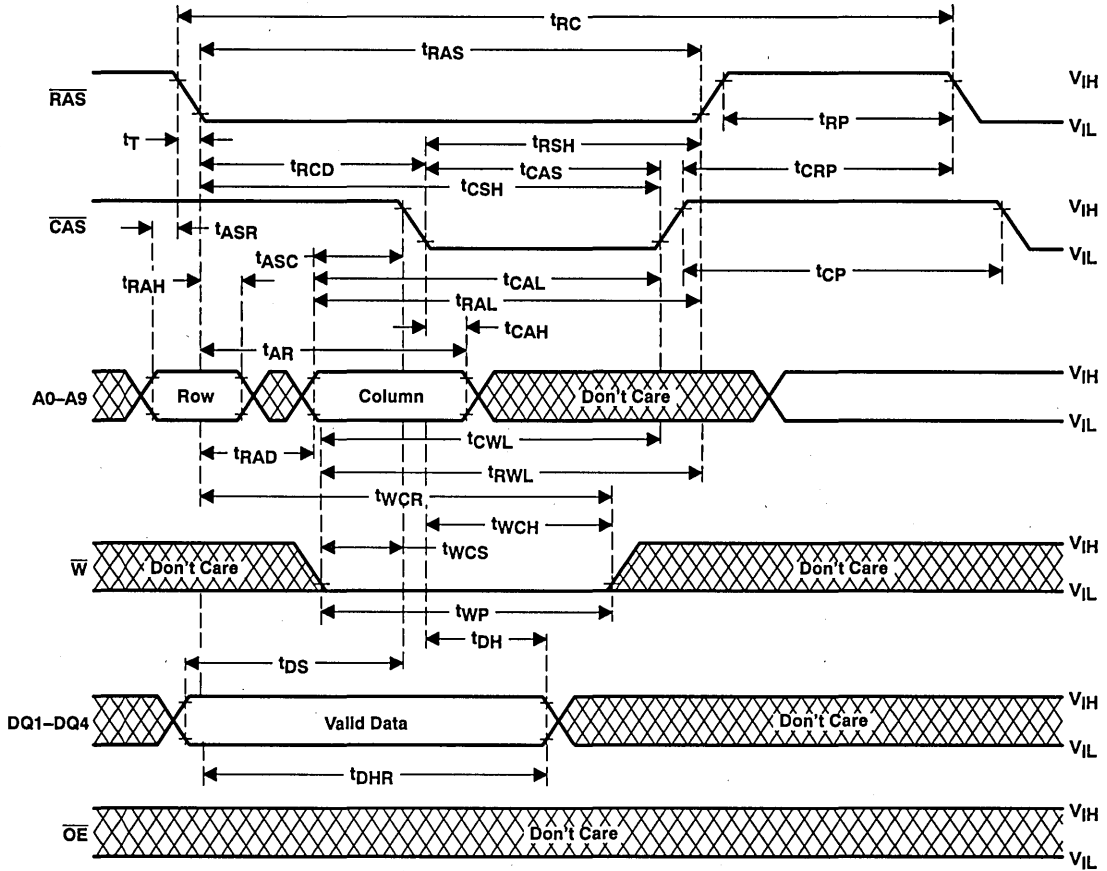 tRC
tRAS
RAS
VIH
VIL
tRP
tT
tRSH
tRCD
tCAS
tCRP
tCSH
CAS
VIH
VIL
tASR
tASC
tCP
tRAH
tCAL
tRAL
tCAH
tAR
A0–A9
Row
Column
Don't Care
VIH
VIL
tCWL
tRAD
tRWL
tWCR
tWCH
tWCS
W
Don't Care
Don't Care
VIH
VIL
tWP
tDH
tDS
DQ1–DQ4
Valid Data
Don't Care
VIH
VIL
tDHR
OE
Don't Care
VIH
VIL